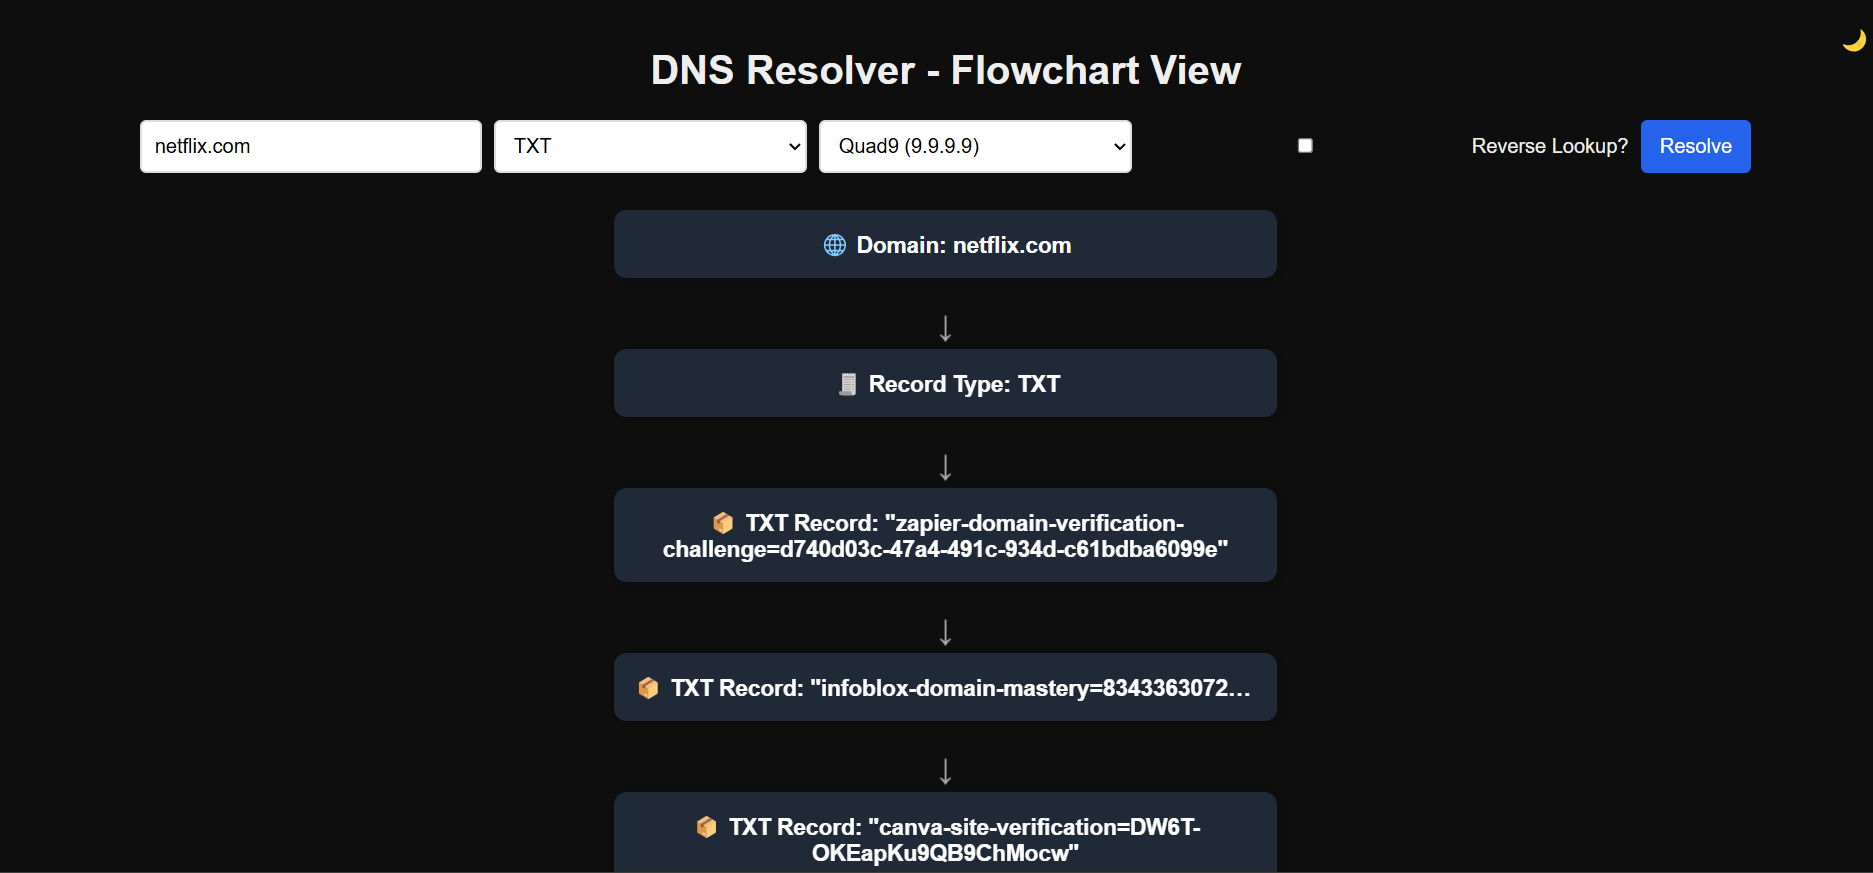 DNS Resolver - Flowchart View
netflix.com
TXT
Quad9 (9.9.9.9)
Reverse Lookup?
Resolve
Domain: netflix.com
Record Type: TXT
TXT Record: "zapier-domain-verification-
challenge=d740d03c-47a4-491c-934d-c61bdba6099e"
TXT Record: "infoblox-domain-mastery=8343363072...
TXT Record: "canva-site-verification=DW6T-
OKEapKu9QB9ChMocw"